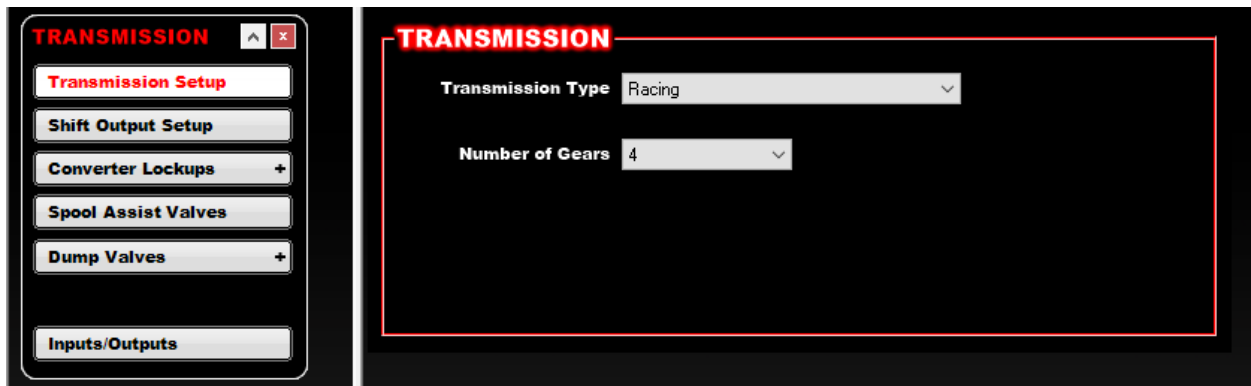 TRANSMISSION
Transmission Setup
Shift Output Setup
Converter Lockups +
Spool Assist Valves
Dump Valves +
Inputs/Outputs
TRANSMISSION
Transmission Type Racing
Number of Gears 4